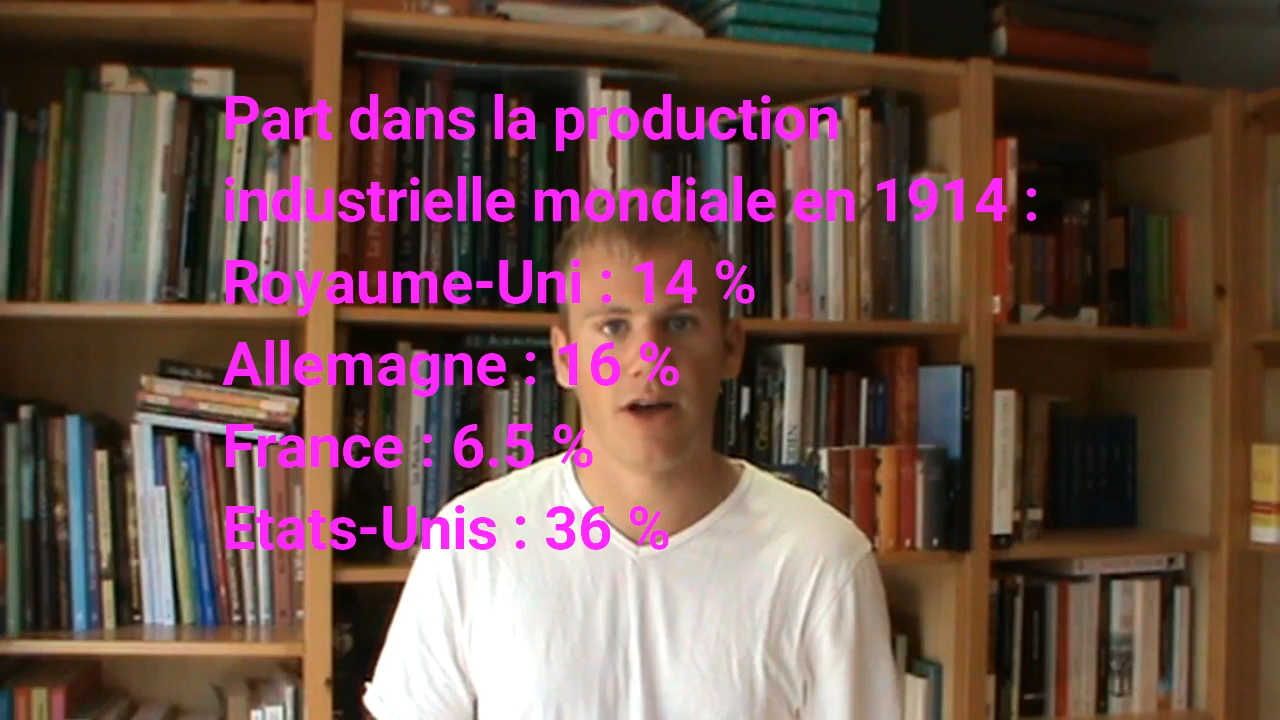 Part dans la production
industrielle mondiale en 1914 :
Royaume-Uni : 14 %
Allemagne : 16 %
France : 6.5 %
Etats-Unis : 36 %